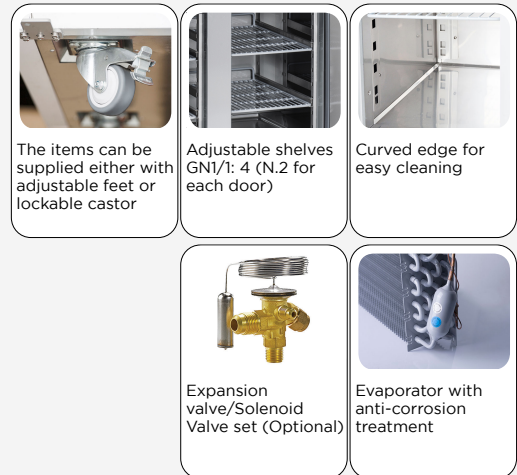 The items can be
supplied either with
adjustable feet or
lockable castor
Adjustable shelves
GN1/1: 4 (N.2 for
each door)
Curved edge for
easy cleaning
Expansion
valve/Solenoid
Valve set (Optional)
Evaporator with
anti-corrosion
treatment